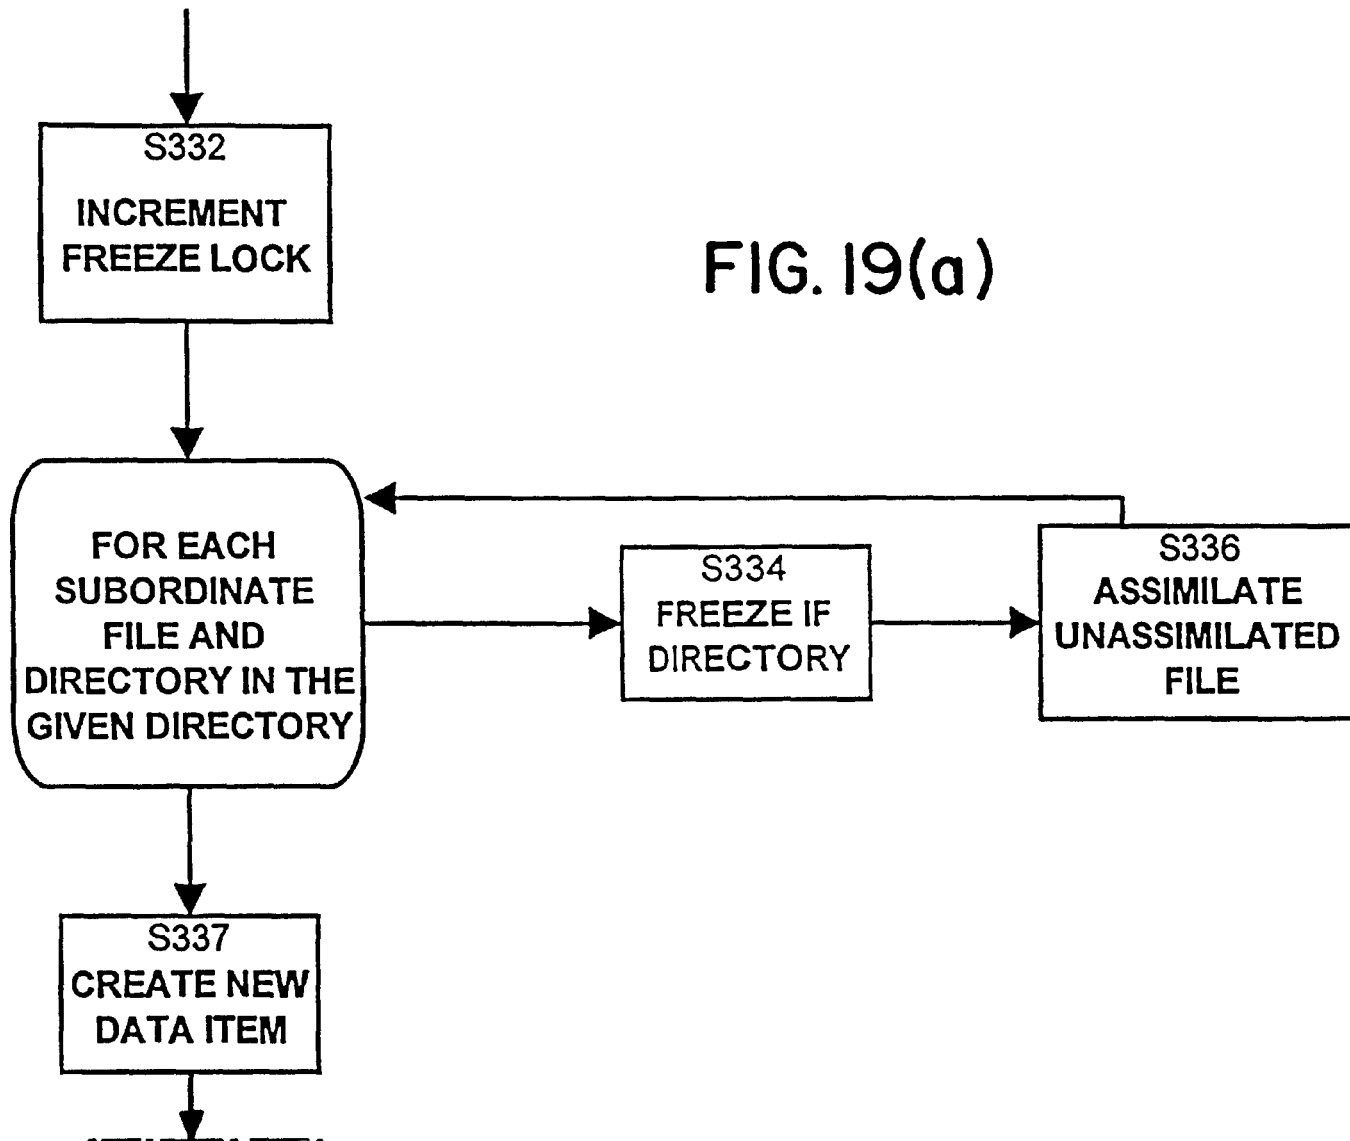 S332
INCREMENT
FREEZE LOCK
FIG. 19(a)
FOR EACH
SUBORDINATE
FILE AND
DIRECTORY IN THE
GIVEN DIRECTORY
S334
FREEZE IF
DIRECTORY
S336
ASSIMILATE
UNASSIMILATED
FILE
S337
CREATE NEW
DATA ITEM